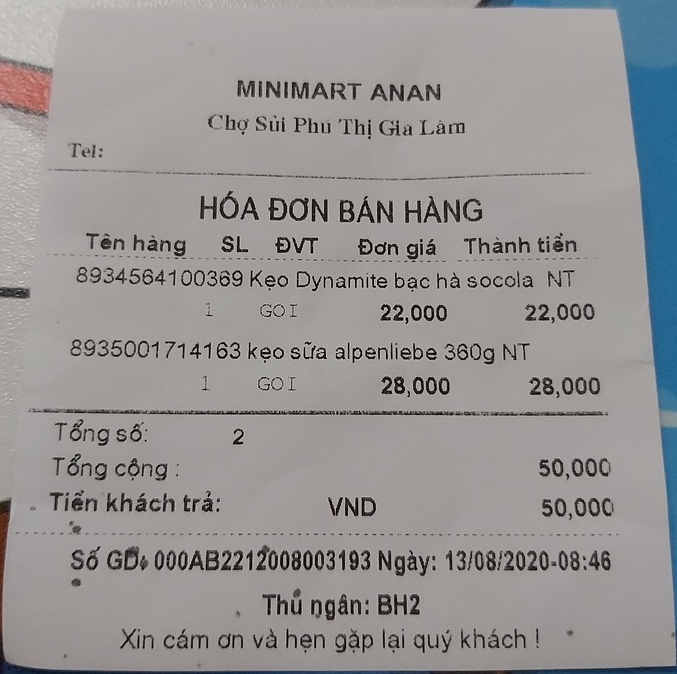 MINIMART ANAN
Chợ Sủi Phú Thị Gia Lâm
Tel:
HÓA ĐƠN BÁN HÀNG
Tên hàng SL ĐVT Đơn giá Thành tiền
8934564100369 Kẹo Dynamite bạc hà socola NT
1 GOI 22,000 22,000
8935001714163 kẹo sữa alpenliebe 360g NT
1 GOI 28,000 28,000
Tổng số: 2
Tổng cộng : 50,000
Tiền khách trả: VND 50,000
Số GD: 000AB2212008003193 Ngày: 13/08/2020-08:46
Thu ngân: BH2
Xin cám ơn và hẹn gặp lại quý khách !